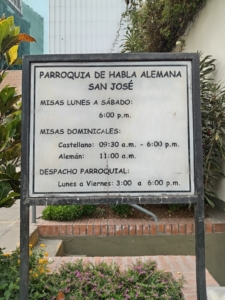 PARROQUIA DE HABLA ALEMANA
SAN JOSÉ
MISAS LUNES A SÁBADO:
6:00 p.m.
MISAS DOMINICALES:
Castellano: 09:30 a.m. - 6:00 p.m.
Alemán: 11:00 a.m.
DESPACHO PARROQUIAL:
Lunes a Viernes: 3:00 a 6:00 p.m.